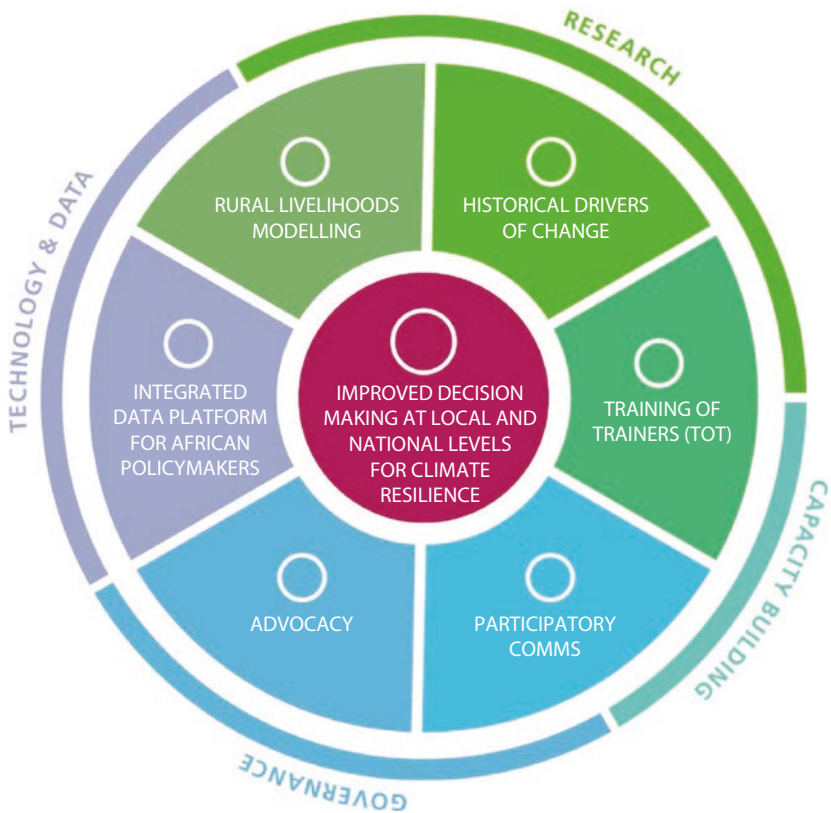 RESEARCH
TECHNOLOGY & DATA
RURAL LIVELIHOODS
MODELLING
HISTORICAL DRIVERS
OF CHANGE
INTEGRATED
DATA PLATFORM
FOR AFRICAN
POLICYMAKERS
IMPROVED DECISION
MAKING AT LOCAL AND
NATIONAL LEVELS
FOR CLIMATE
RESILIENCE
TRAINING OF
TRAINERS (TOT)
ADVOCACY
PARTICIPATORY
COMMS
CAPACITY BUILDING
GOVERNANCE